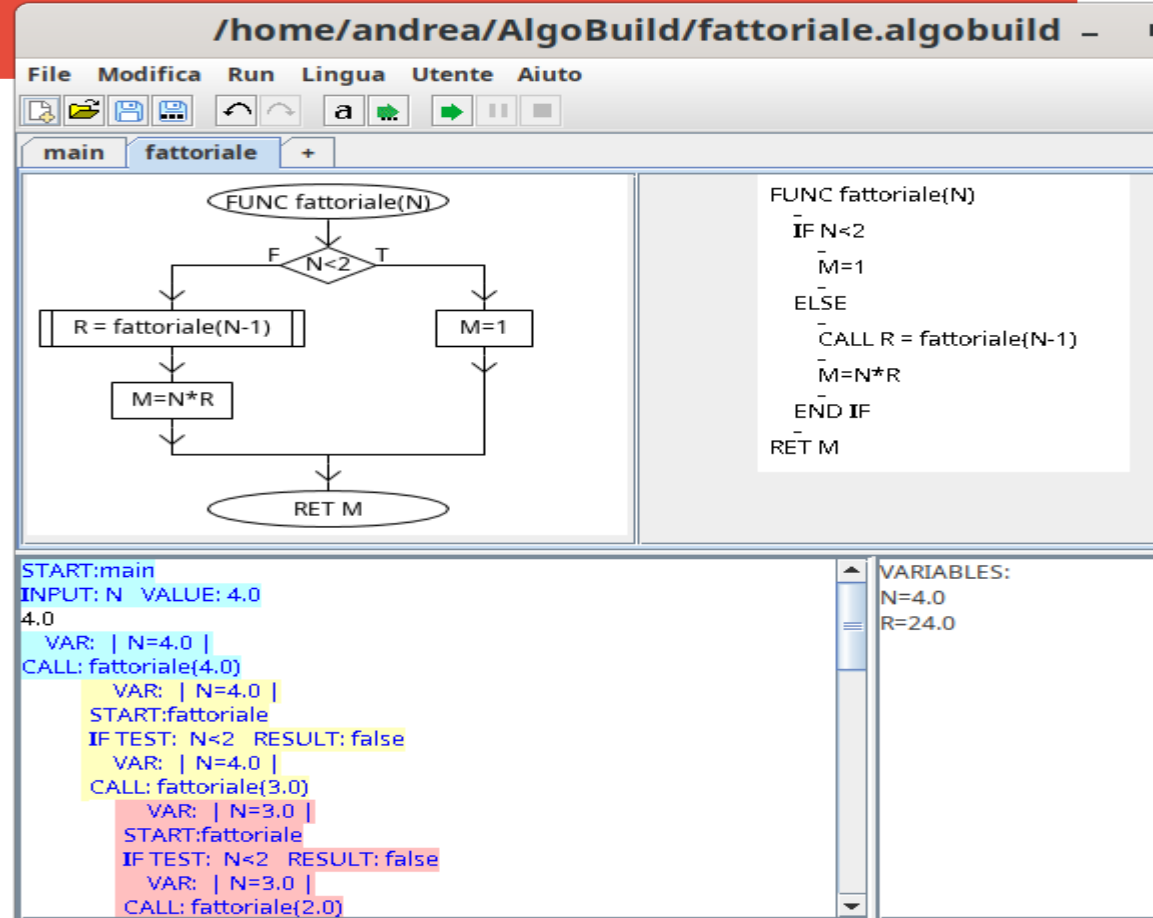 /home/andrea/AlgoBuild/fattoriale.algobuild
File Modifica Run Lingua Utente Aiuto
a
main fattoriale +
FUNC fattoriale(N)
F N<2 T
R = fattoriale(N-1)
M=1
M=N*R
RET M
FUNC fattoriale(N)
IF N<2
M=1
ELSE
CALL R = fattoriale(N-1)
M=N*R
END IF
RET M
START:main
INPUT: N VALUE: 4.0
4.0
VAR: | N=4.0 |
CALL: fattoriale(4.0)
VAR: | N=4.0 |
START:fattoriale
IF TEST: N<2 RESULT: false
VAR: | N=4.0 |
CALL: fattoriale(3.0)
VAR: | N=3.0 |
START:fattoriale
IF TEST: N<2 RESULT: false
VAR: | N=3.0 |
CALL: fattoriale(2.0)
VARIABLES:
N=4.0
R=24.0